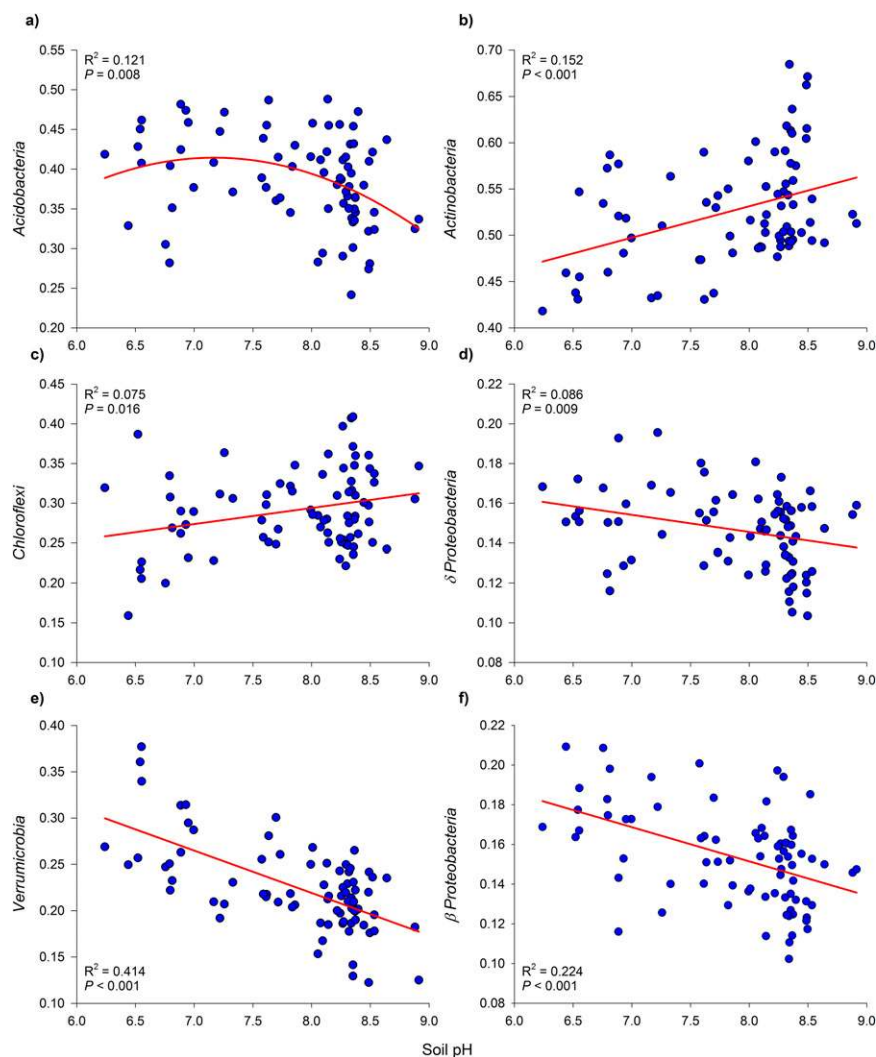 a)
R² = 0.121
P = 0.008
Acidobacteria
0.55
0.50
0.45
0.40
0.35
0.30
0.25
0.20
6.0 6.5 7.0 7.5 8.0 8.5 9.0
b)
R² = 0.152
P < 0.001
Actinobacteria
0.70
0.65
0.60
0.55
0.50
0.45
0.40
6.0 6.5 7.0 7.5 8.0 8.5 9.0
c)
R² = 0.075
P = 0.016
Chloroflexi
0.45
0.40
0.35
0.30
0.25
0.20
0.15
0.10
6.0 6.5 7.0 7.5 8.0 8.5 9.0
d)
R² = 0.086
P = 0.009
δ Proteobacteria
0.22
0.20
0.18
0.16
0.14
0.12
0.10
0.08
6.0 6.5 7.0 7.5 8.0 8.5 9.0
e)
Verrumicrobia
0.40
0.35
0.30
0.25
0.20
0.15
0.10
R² = 0.414
P < 0.001
6.0 6.5 7.0 7.5 8.0 8.5 9.0
f)
β Proteobacteria
0.22
0.20
0.18
0.16
0.14
0.12
0.10
0.08
R² = 0.224
P < 0.001
6.0 6.5 7.0 7.5 8.0 8.5 9.0
Soil pH